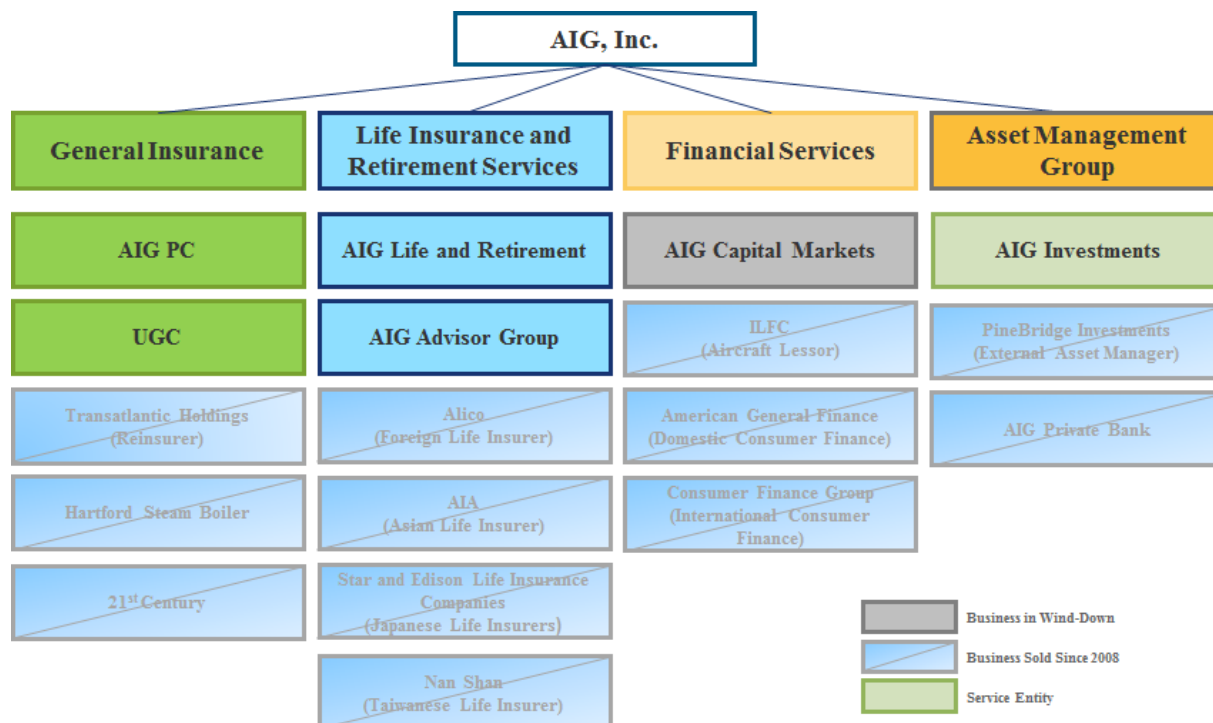 AIG, Inc.
General Insurance
Life Insurance and
Retirement Services
Financial Services
Asset Management
Group
AIG PC
AIG Life and Retirement
AIG Capital Markets
AIG Investments
UGC
AIG Advisor Group
ILFC
(Aircraft Lessor)
PineBridge Investments
(External Asset Manager)
Transatlantic Holdings
(Reinsurer)
Alico
(Foreign Life Insurer)
American General Finance
(Domestic Consumer Finance)
AIG Private Bank
Hartford Steam Boiler
AIA
(Asian Life Insurer)
Consumer Finance Group
(International Consumer
Finance)
21st Century
Star and Edison Life Insurance
Companies
(Japanese Life Insurers)
Nan Shan
(Taiwanese Life Insurer)
Business in Wind-Down
Business Sold Since 2008
Service Entity